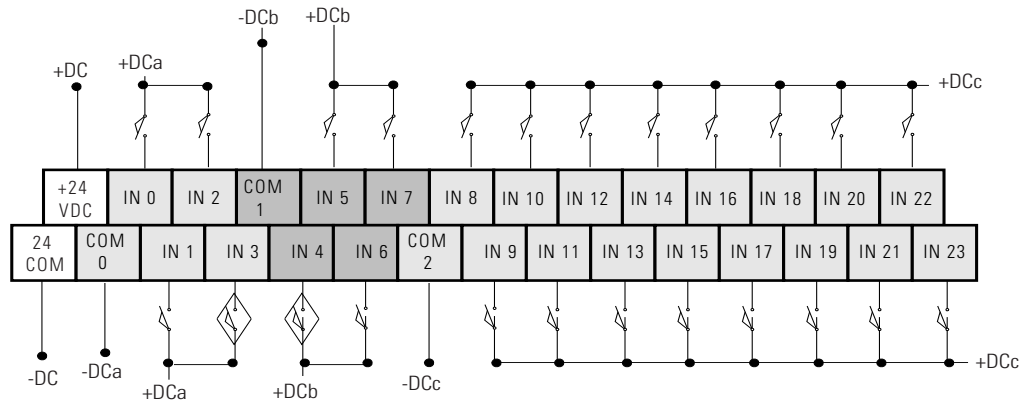 -DCb
+DCb
+DC
+DCa
+DCc
+24
VDC
IN 0
IN 2
COM
1
IN 5
IN 7
IN 8
IN 10
IN 12
IN 14
IN 16
IN 18
IN 20
IN 22
24
COM
COM
0
IN 1
IN 3
IN 4
IN 6
COM
2
IN 9
IN 11
IN 13
IN 15
IN 17
IN 19
IN 21
IN 23
-DC
-DCa
+DCa
+DCb
-DCc
+DCc